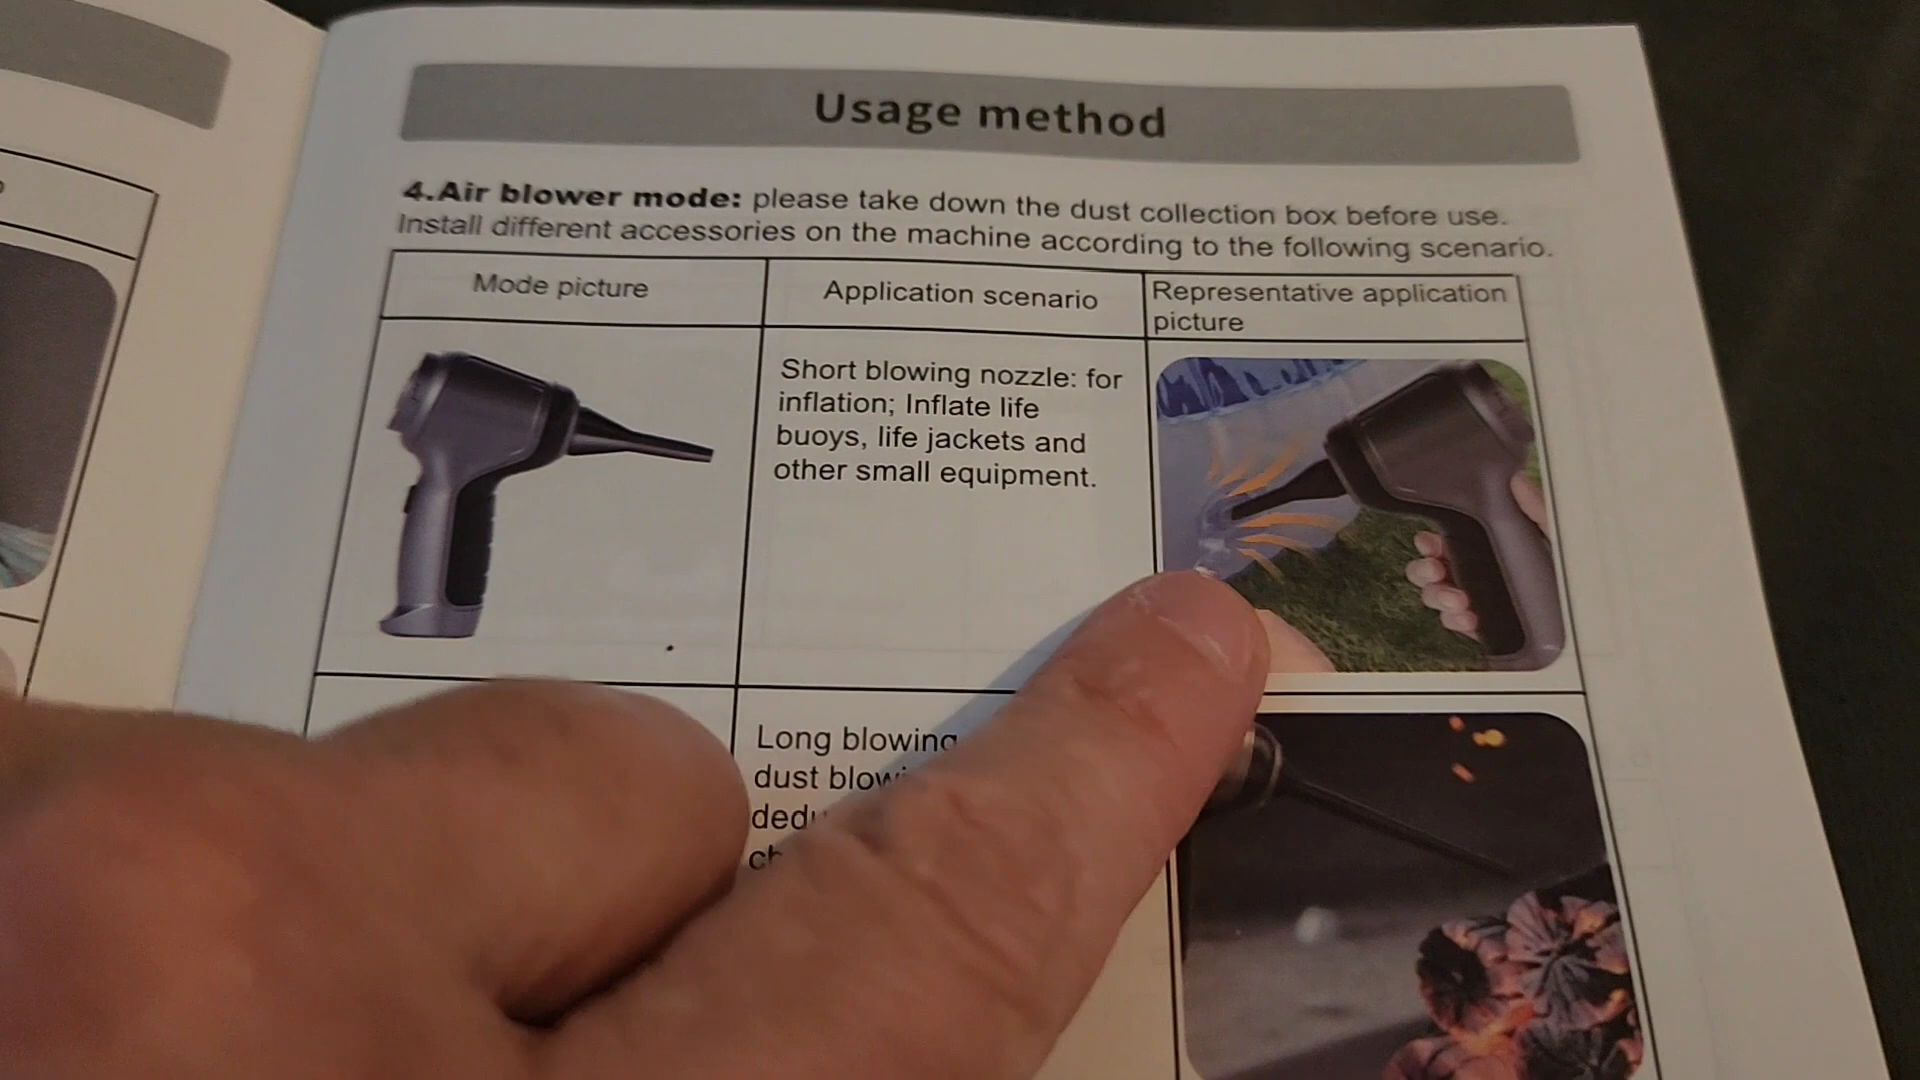 Usage method
4.Air blower mode: please take down the dust collection box before use.
Install different accessories on the machine according to the following scenario.
Mode picture
Application scenario
Representative application
picture
Short blowing nozzle: for
inflation; Inflate life
buoys, life jackets and
other small equipment.
Long blowing
dust